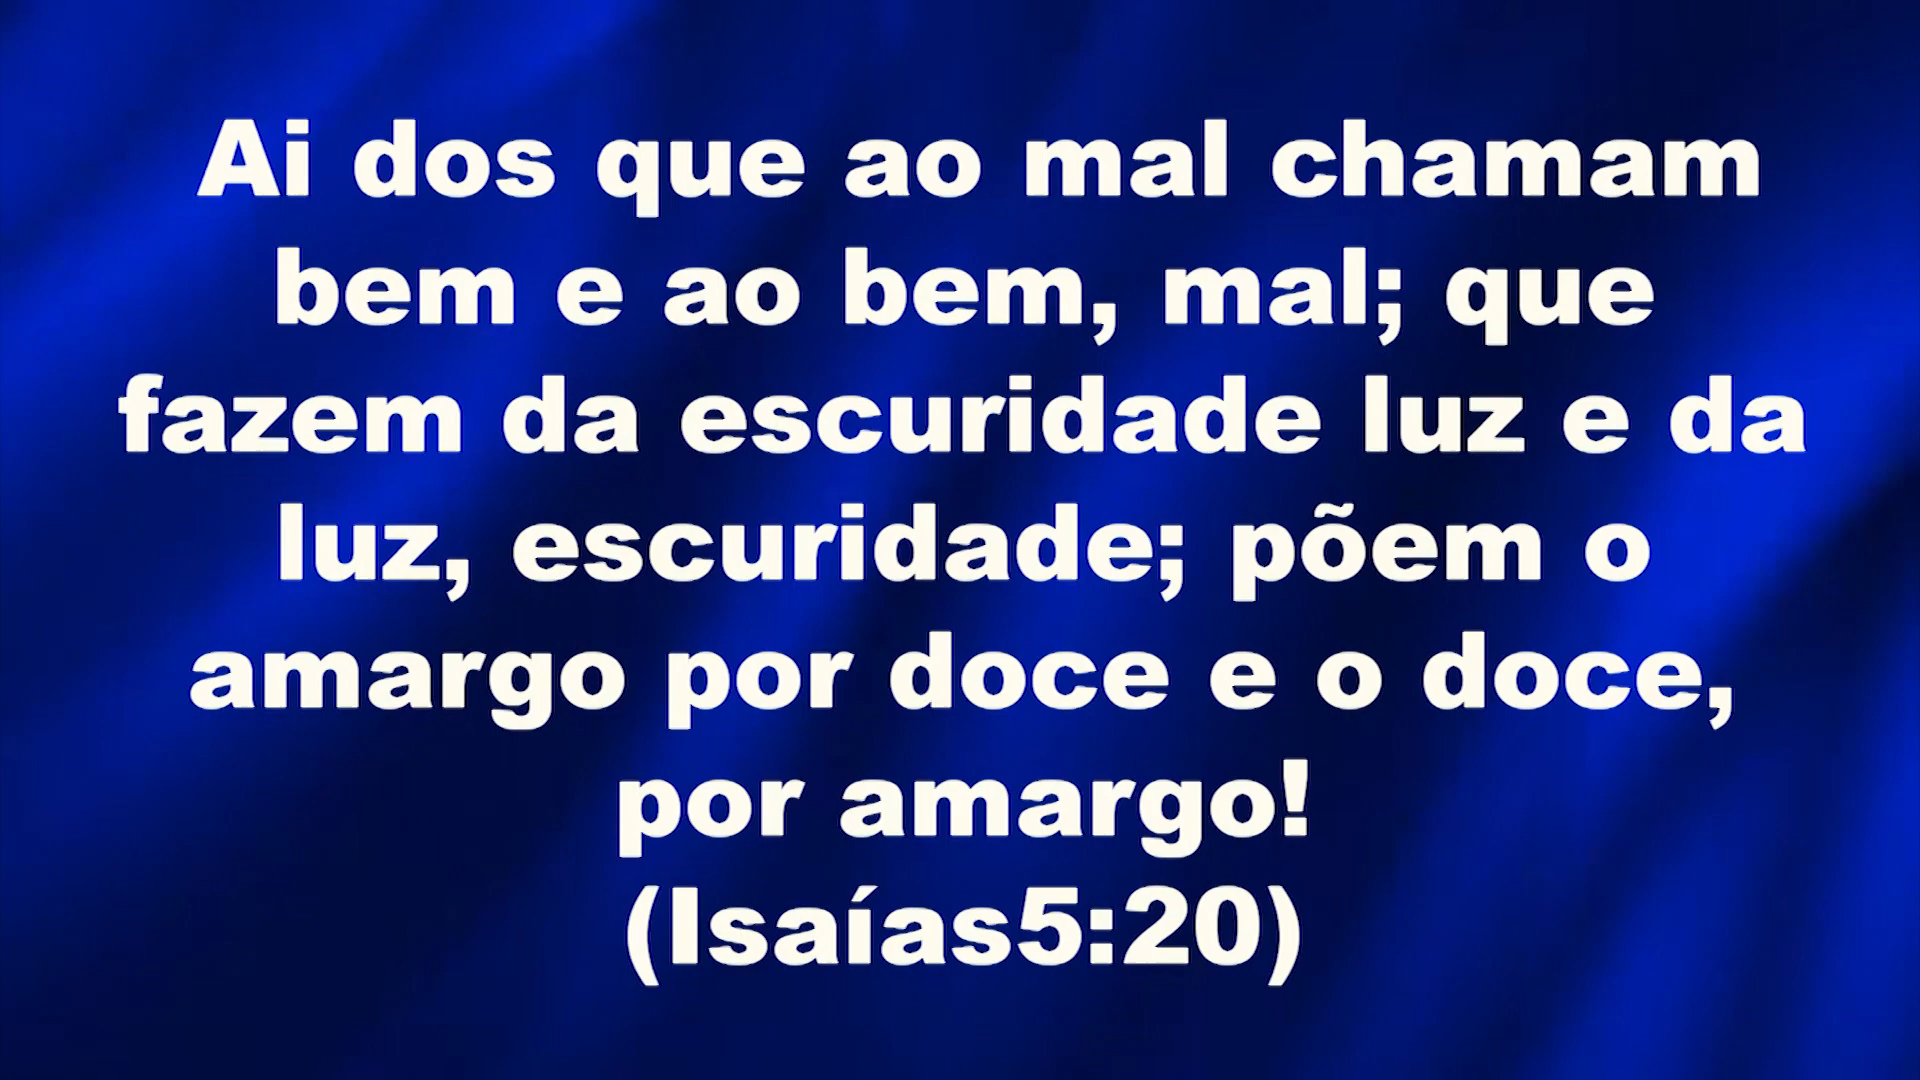 Ai dos que ao mal chamam
bem e ao bem, mal; que
fazem da escuridade luz e da
luz, escuridade; põem o
amargo por doce e o doce,
por amargo!
(Isaías5:20)